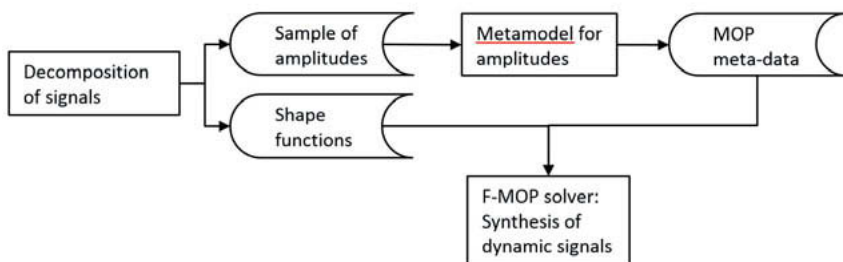 Decomposition
of signals
Sample of
amplitudes
Metamodel for
amplitudes
MOP
meta-data
Shape
functions
F-MOP solver:
Synthesis of
dynamic signals